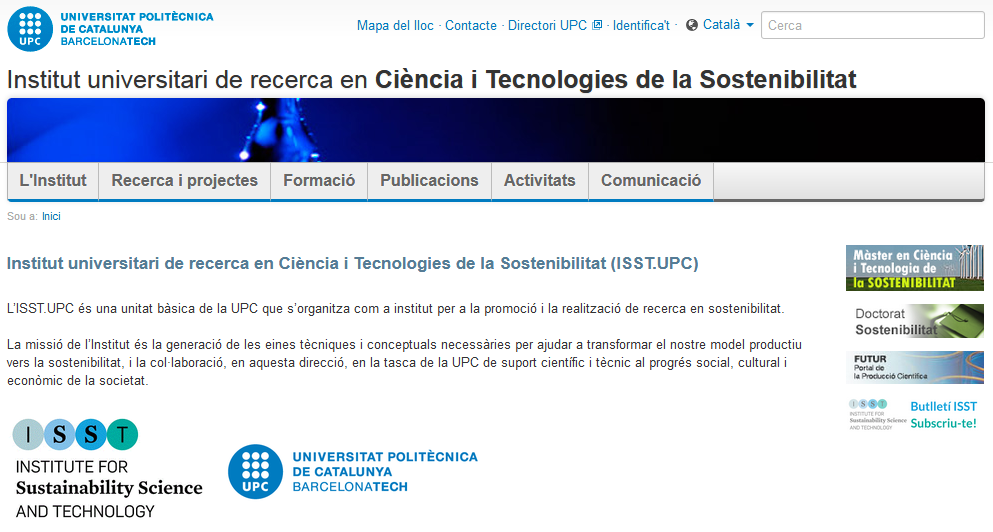 UNIVERSITAT POLITÈCNICA
DE CATALUNYA
BARCELONATECH
UPC
Mapa del lloc · Contacte · Directori UPC · Identifica't · Català
Cerca
Institut universitari de recerca en Ciència i Tecnologies de la Sostenibilitat
L'Institut Recerca i projectes Formació Publicacions Activitats Comunicació
Sou a: Inici
Institut universitari de recerca en Ciència i Tecnologies de la Sostenibilitat (ISST.UPC)
L'ISST.UPC és una unitat bàsica de la UPC que s'organitza com a institut per a la promoció i la realització de recerca en sostenibilitat.
La missió de l'Institut és la generació de les eines tècniques i conceptuals necessàries per ajudar a transformar el nostre model productiu
vers la sostenibilitat, i la col·laboració, en aquesta direcció, en la tasca de la UPC de suport científic i tècnic al progrés social, cultural i
econòmic de la societat.
Màster en Ciència
i Tecnologia de
la SOSTENIBILITAT
Doctorat
Sostenibilitat
FUTUR
Portal de
la Producció Científica
ISST
INSTITUTE FOR
Sustainability Science
AND TECHNOLOGY
Butlletí ISST
Subscriu-te!
ISST
INSTITUTE FOR
Sustainability Science
AND TECHNOLOGY
UPC
UNIVERSITAT POLITÈCNICA
DE CATALUNYA
BARCELONATECH